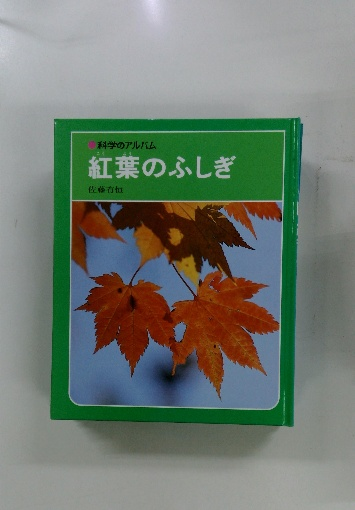 科学のアルバム
紅葉のふしぎ
佐藤有恒